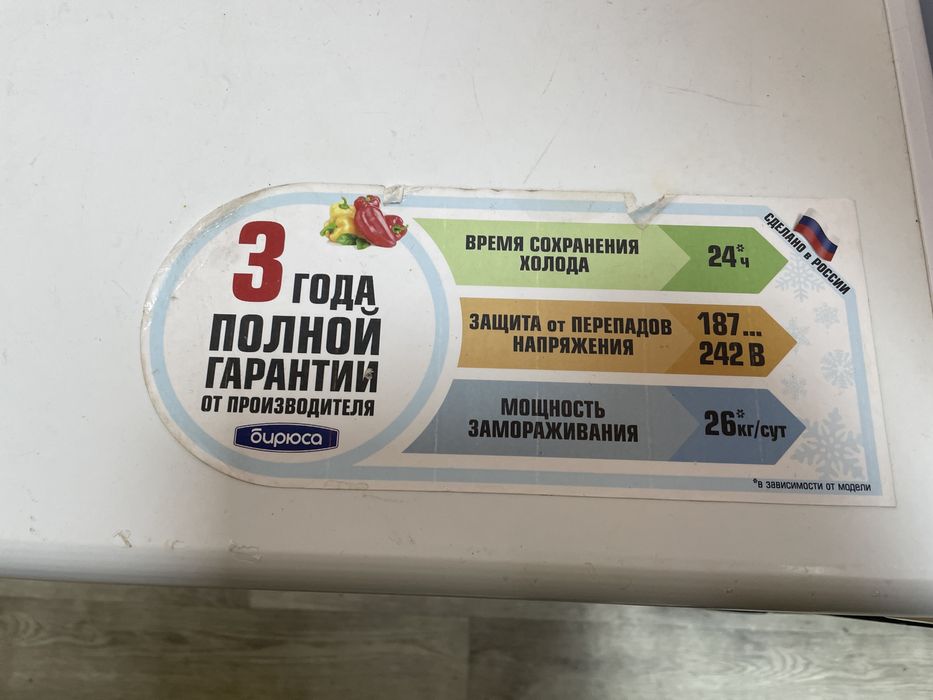 3 ГОДА
ПОЛНОЙ
ГАРАНТИИ
ОТ ПРОИЗВОДИТЕЛЯ
бирюса
ВРЕМЯ СОХРАНЕНИЯ
ХОЛОДА
24*ч
ЗАЩИТА от ПЕРЕПАДОВ
НАПРЯЖЕНИЯ
187...
242 В
МОЩНОСТЬ
ЗАМОРАЖИВАНИЯ
26*кг/сут
СДЕЛАНО в РОССИИ
*в зависимости от модели